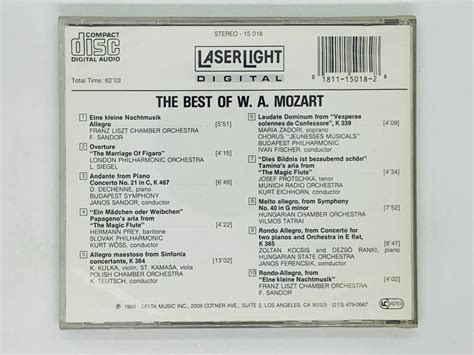 COMPACT
disc
DIGITAL AUDIO
Total Time: 62'03
STEREO - 15 018
LASERLIGHT
DIGITAL
0 1811-15018-2 8
THE BEST OF W. A. MOZART
1 Eine kleine Nachtmusik
Allegro [5'51]
FRANZ LISZT CHAMBER ORCHESTRA
F. SANDOR
2 Overture
"The Marriage Of Figaro" [4'15]
LONDON PHILHARMONIC ORCHESTRA
L. SIEGEL
3 Andante from Piano
Concerto No. 21 in C, K 467 [6'49]
D. DECHENNE, piano
BUDAPEST SYMPHONY
JANOS SANDOR, conductor
4 "Ein Mädchen oder Weibchen"
Papageno's aria from
"The Magic Flute" [4'22]
HERMANN PREY, baritone
SLOVAK PHILHARMONIC
KURT WÖSS, conductor
5 Allegro maestoso from Sinfonia
concertante, K 364 [13'02]
K. KULKA, violin; ST. KAMASA, viola
POLISH CHAMBER ORCHESTRA
K. TEUTSCH, conductor
6 Laudate Dominum from "Vesperae
solennes de Confessore", K 339 [4'09]
MARIA ZADORI, soprano
CHORUS "JEUNESSES MUSICALS"
BUDAPEST PHILHARMONIC
IVAN FISCHER, conductor
7 "Dies Bildnis ist bezaubernd schön"
Tamino's aria from
"The Magic Flute" [4'27]
JOSEF PROTSCHKA, tenor
MUNICH RADIO ORCHESTRA
KURT EICHHORN, conductor
8 Molto allegro, from Symphony
No. 40 in G minor [7'54]
HUNGARIAN CHAMBER ORCHESTRA
VILMOS TATRAI
9 Rondo Allegro, from Concerto for
two pianos and Orchestra in E flat,
K 365 [6'47]
ZOLTAN KOCSIS and DEZSÖ RANKI,
HUNGARIAN STATE ORCHESTRA
JANOS FERENCSIK, conductor
10 Rondo-Allegro, from
"Eine kleine Nachtmusik" [4'02]
F. SANDOR
DELTA MUSIC INC., 2008 COTNER AVE., SUITE 2, LOS ANGELES, CA 90025 (213) 479-0667